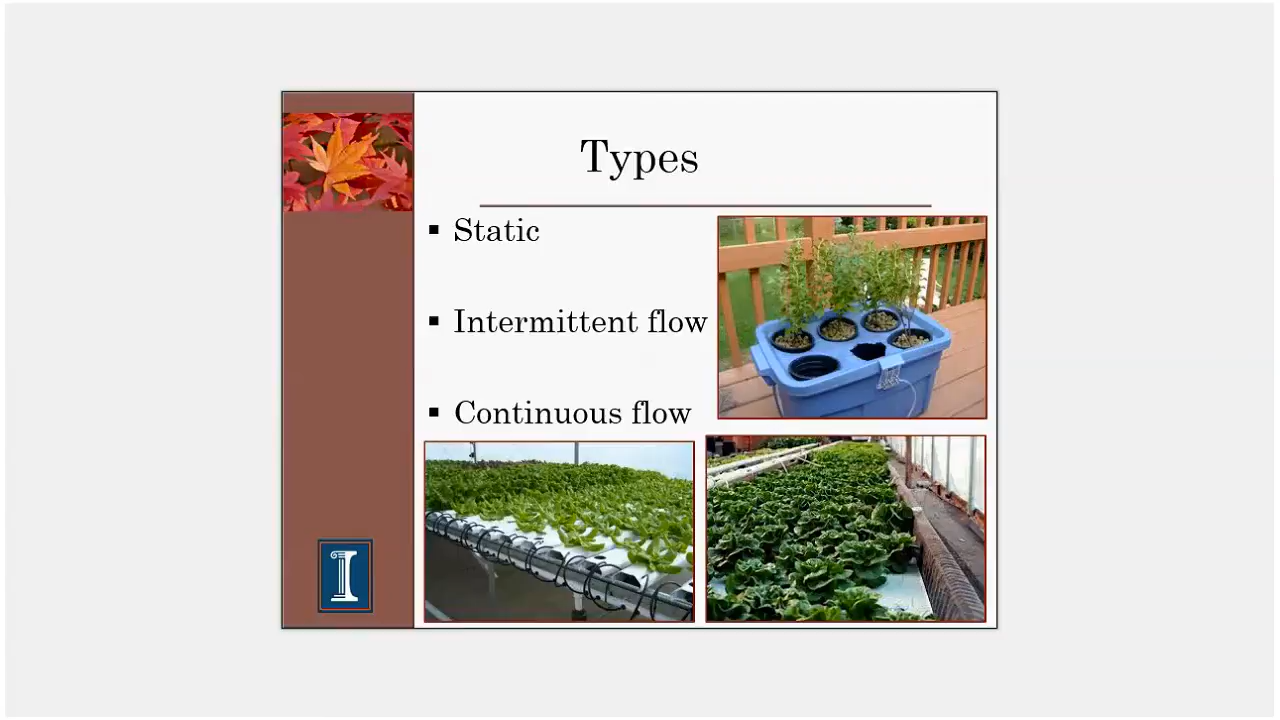 Types
▪ Static
▪ Intermittent flow
▪ Continuous flow